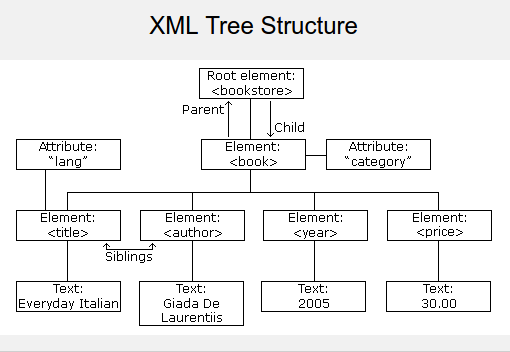 XML Tree Structure
Root element:
<bookstore>
Parent
Child
Attribute:
"lang"
Element:
<book>
Attribute:
"category"
Element:
<title>
Element:
<author>
Element:
<year>
Element:
<price>
Siblings
Text:
Everyday Italian
Text:
Giada De
Laurentiis
Text:
2005
Text:
30.00